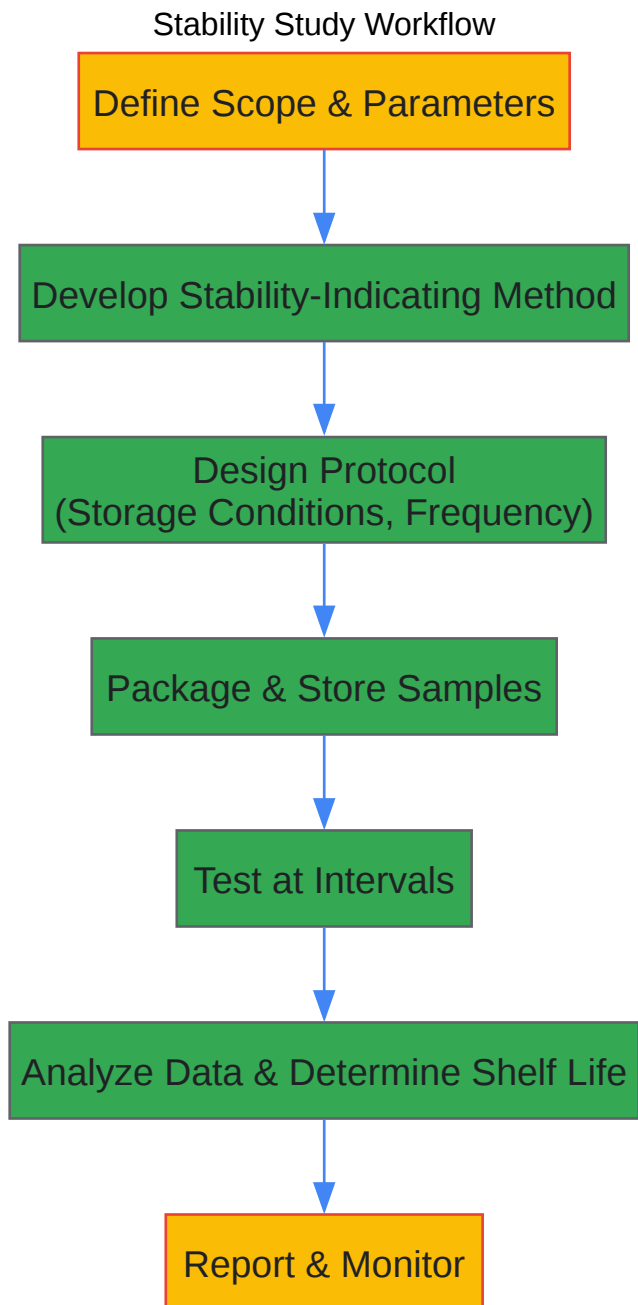 Stability Study Workflow
Define Scope & Parameters
Develop Stability-Indicating Method
Design Protocol
(Storage Conditions, Frequency)
Package & Store Samples
Test at Intervals
Analyze Data & Determine Shelf Life
Report & Monitor